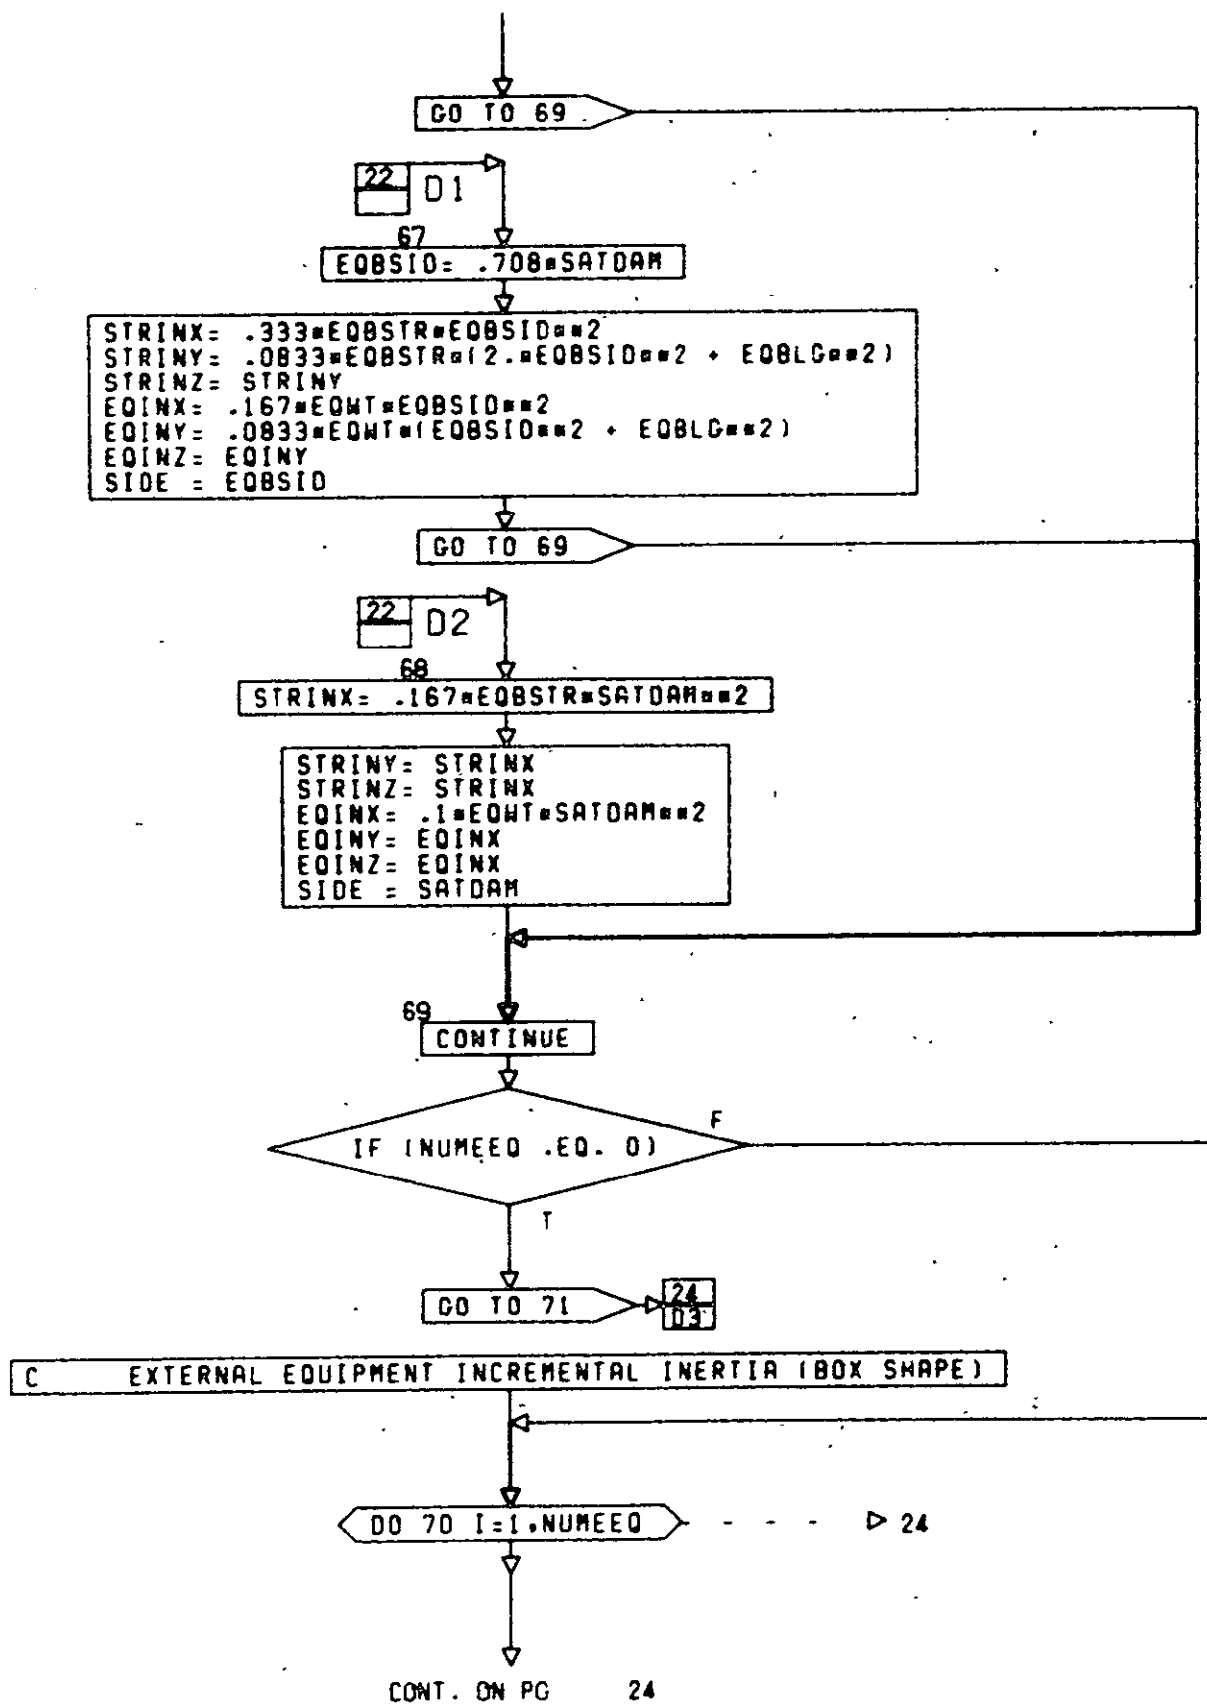 GO TO 69
22 D1
67
EQBSID= .708*SATDAM
STRINX= .333*EQBSTR*EQBSID**2
STRINY= .0833*EQBSTR*(2.*EQBSID**2 + EQBLG**2)
STRINZ= STRINY
EQINX= .167*EQWT*EQBSID**2
EQINY= .0833*EQWT*(EQBSID**2 + EQBLG**2)
EQINZ= EQINY
SIDE = EQBSID
GO TO 69
22 D2
68
STRINX= .167*EQBSTR*SATDAM**2
STRINY= STRINX
STRINZ= STRINX
EQINX= .1*EQWT*SATDAM**2
EQINY= EQINX
EQINZ= EQINX
SIDE = SATDAM
69
CONTINUE
F
IF (NUMEEQ .EQ. 0)
T
GO TO 71
24
D3
C EXTERNAL EQUIPMENT INCREMENTAL INERTIA (BOX SHAPE)
DO 70 I=1,NUMEEQ
24
CONT. ON PG 24